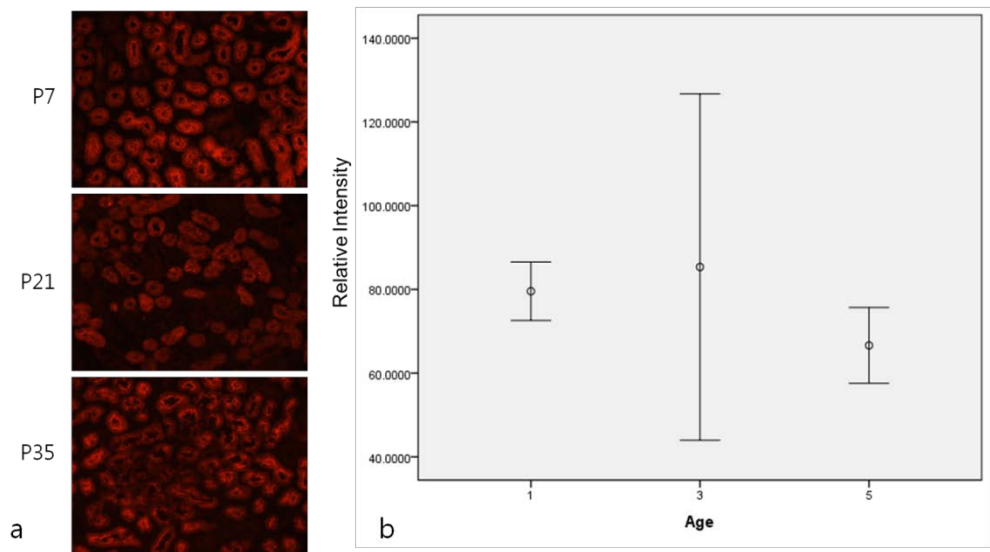 P7
P21
P35
a
140.0000
120.0000
100.0000
80.0000
60.0000
40.0000
Relative Intensity
1 3 5
Age
b